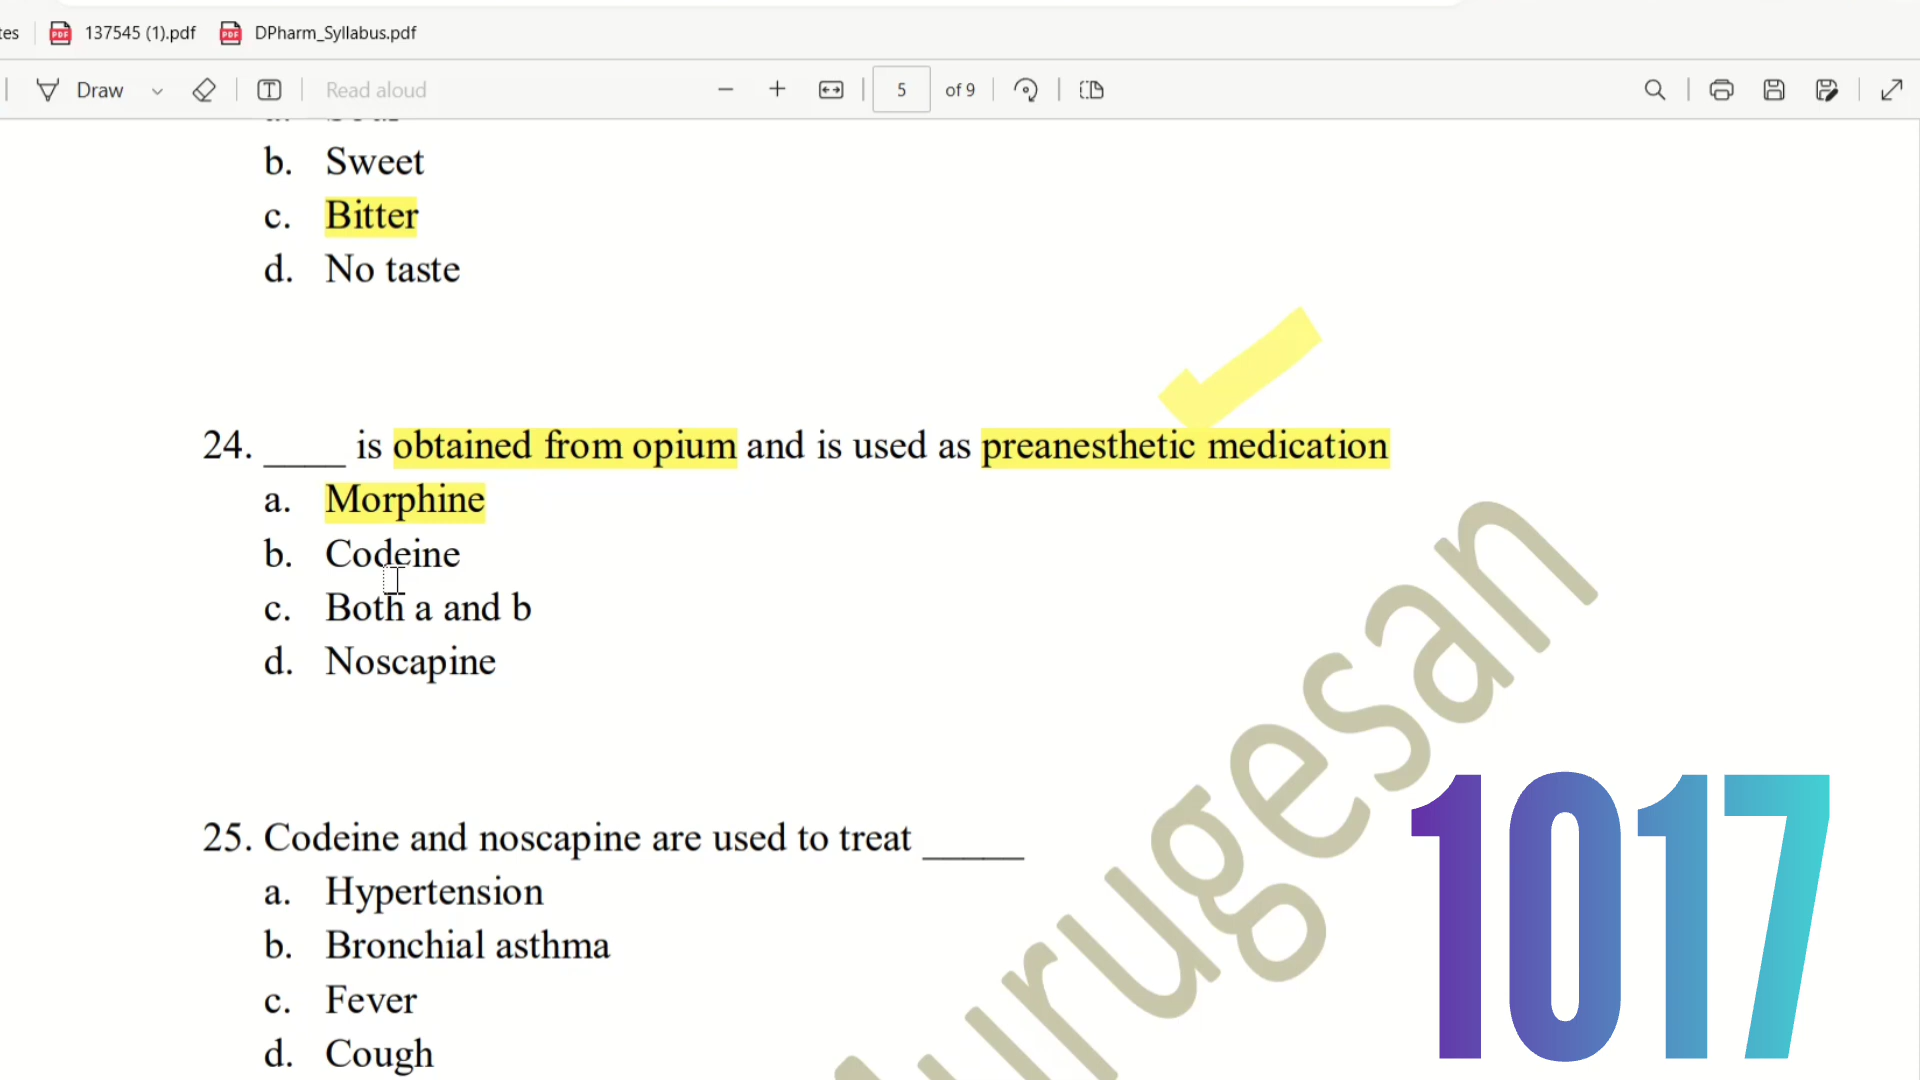 tes 137545 (1).pdf DPharm_Syllabus.pdf
Draw Read aloud 5 of 9
b. Sweet
c. Bitter
d. No taste
24. ____ is obtained from opium and is used as preanesthetic medication
a. Morphine
b. Codeine
c. Both a and b
d. Noscapine
25. Codeine and noscapine are used to treat _____
a. Hypertension
b. Bronchial asthma
c. Fever
d. Cough
urugesan
1017